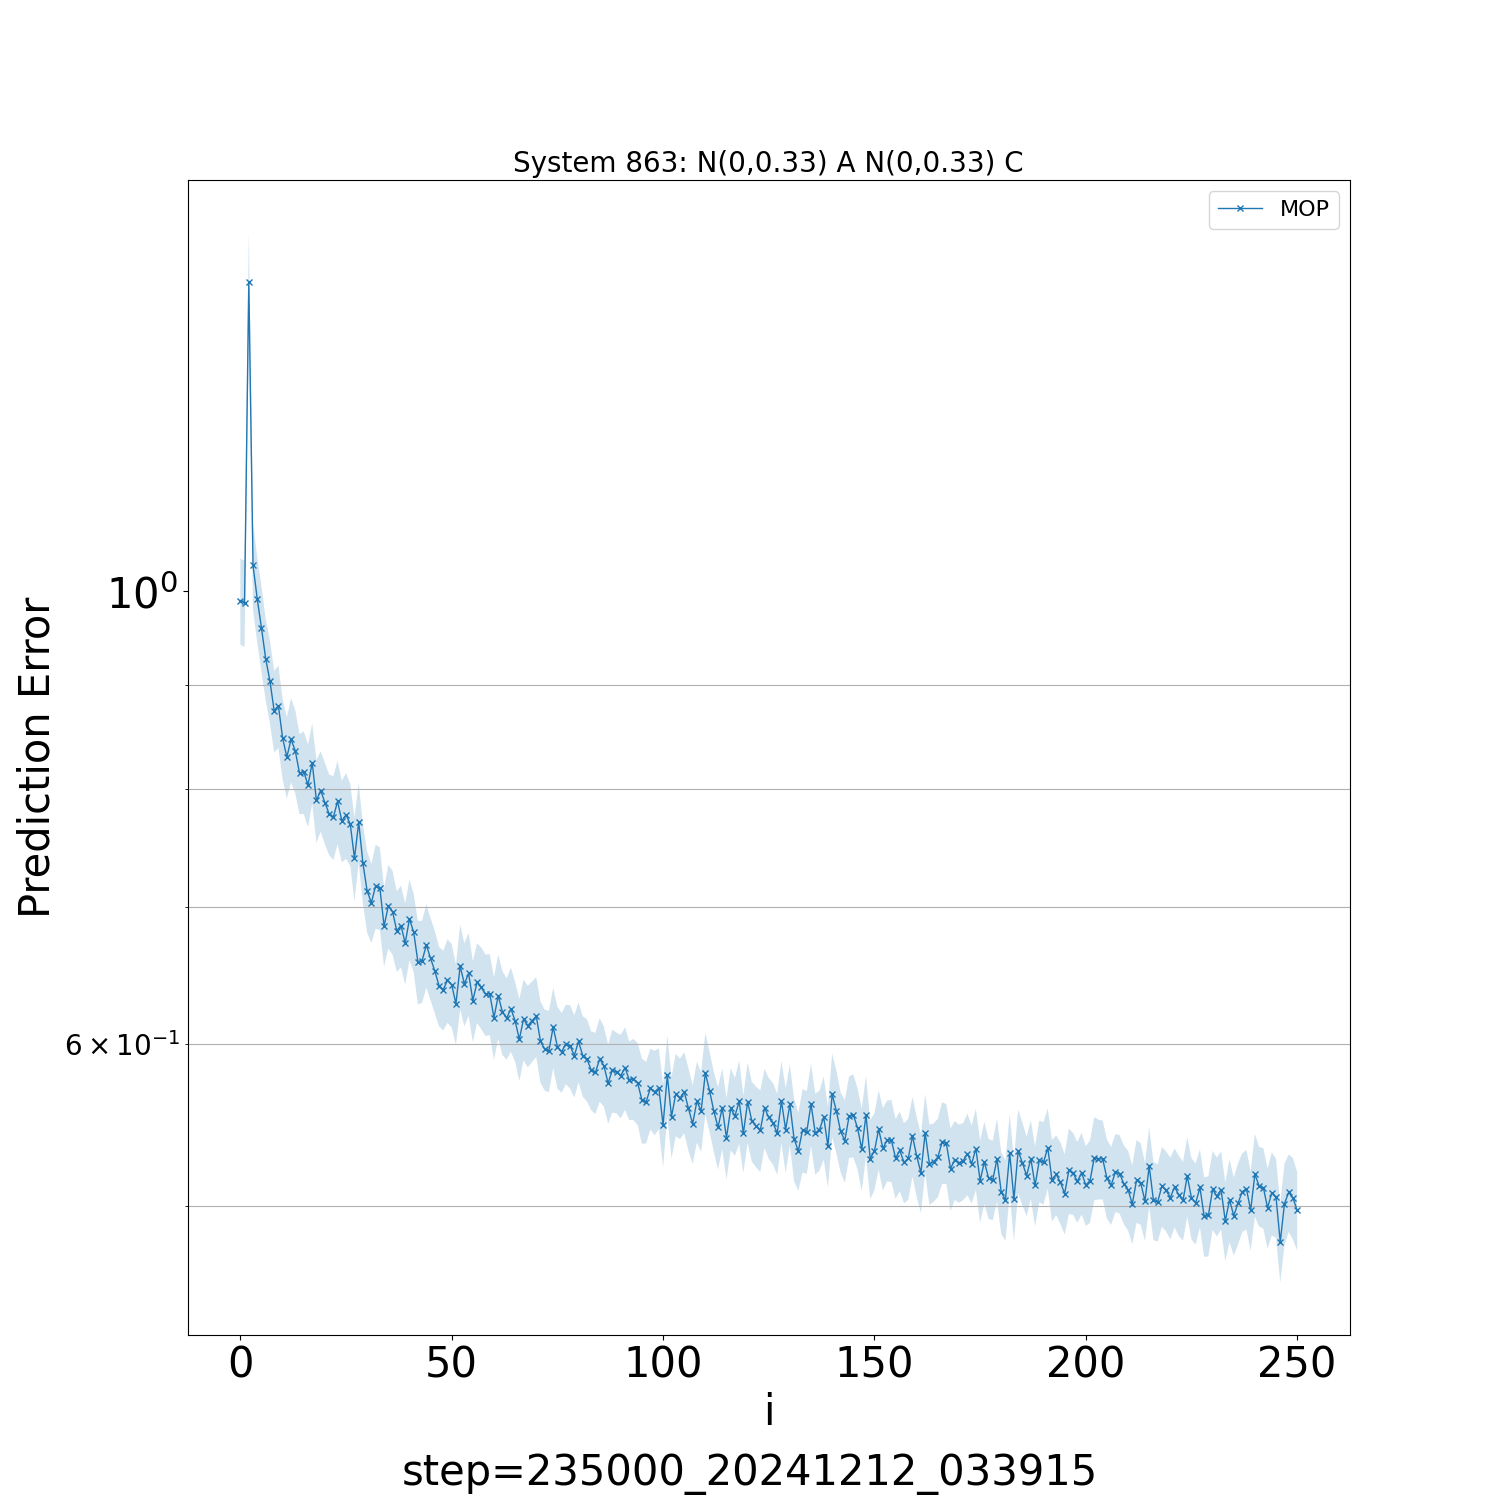 System 863: N(0,0.33) A N(0,0.33) C
MOP
Prediction Error
10⁰
6 × 10⁻¹
0 50 100 150 200 250
i
step=235000_20241212_033915